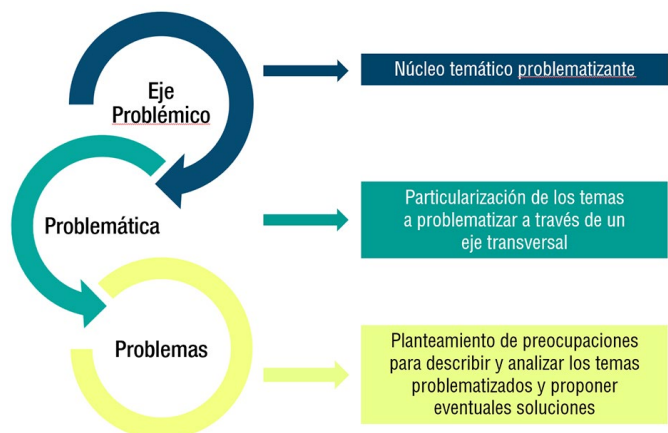 Eje
Problémico
Núcleo temático problematizante
Problemática
Particularización de los temas
a problematizar a través de un
eje transversal
Problemas
Planteamiento de preocupaciones
para describir y analizar los temas
problematizados y proponer
eventuales soluciones